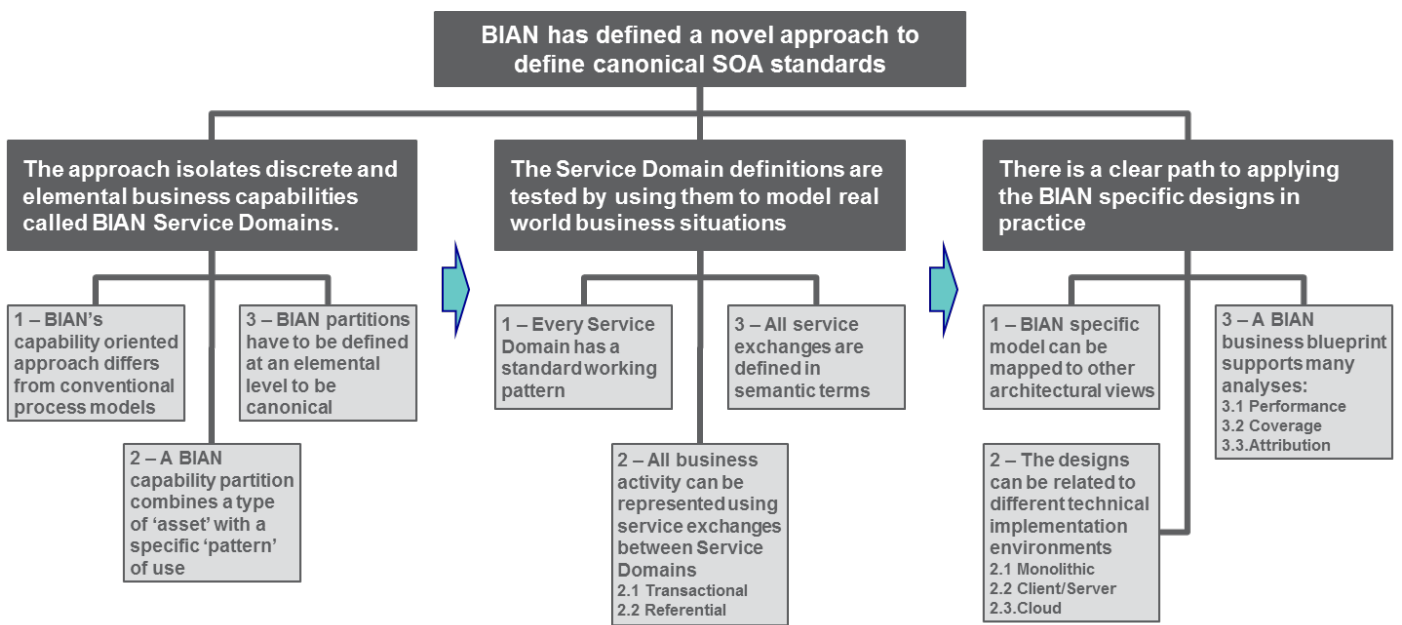 BIAN has defined a novel approach to
define canonical SOA standards
The approach isolates discrete and
elemental business capabilities
called BIAN Service Domains.
1 – BIAN's
capability oriented
approach differs
from conventional
process models
3 – BIAN partitions
have to be defined
at an elemental
level to be
canonical
2 – A BIAN
capability partition
combines a type
of ‘asset’ with a
specific ‘pattern’
of use
The Service Domain definitions are
tested by using them to model real
world business situations
1 – Every Service
Domain has a
standard working
pattern
3 – All service
exchanges are
defined in
semantic terms
2 – All business
activity can be
represented using
service exchanges
between Service
Domains
2.1 Transactional
2.2 Referential
There is a clear path to applying
the BIAN specific designs in
practice
1 – BIAN specific
model can be
mapped to other
architectural views
3 – A BIAN
business blueprint
supports many
analyses:
3.1 Performance
3.2 Coverage
3.3.Attribution
2 – The designs
can be related to
different technical
implementation
environments
2.1 Monolithic
2.2 Client/Server
2.3.Cloud